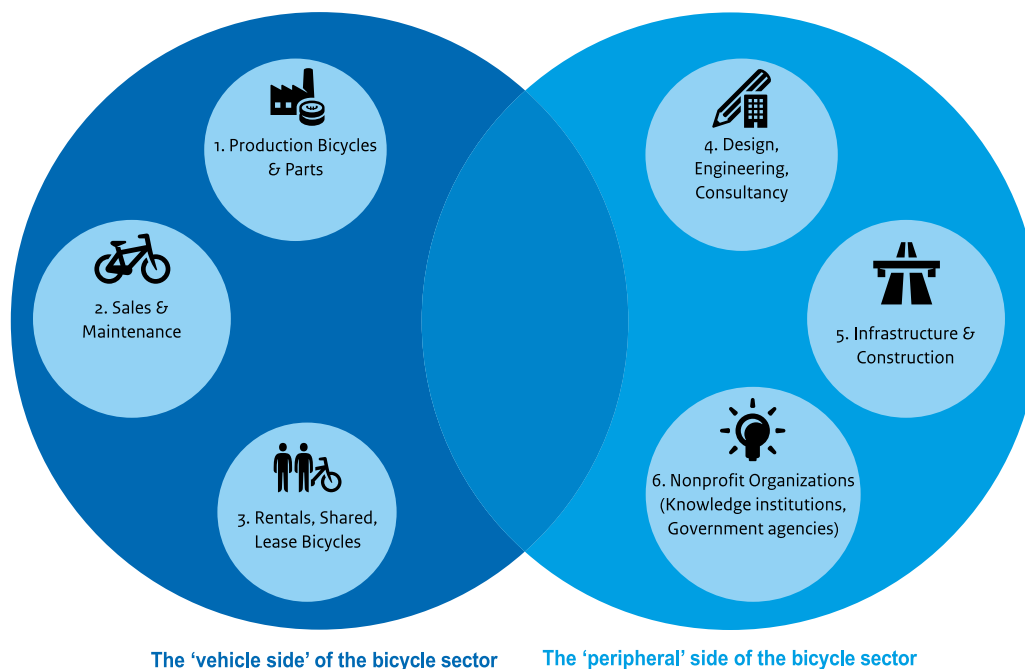 1. Production Bicycles
& Parts
2. Sales &
Maintenance
3. Rentals, Shared,
Lease Bicycles
The ‘vehicle side’ of the bicycle sector
4. Design,
Engineering,
Consultancy
5. Infrastructure &
Construction
6. Nonprofit Organizations
(Knowledge institutions,
Government agencies)
The ‘peripheral’ side of the bicycle sector